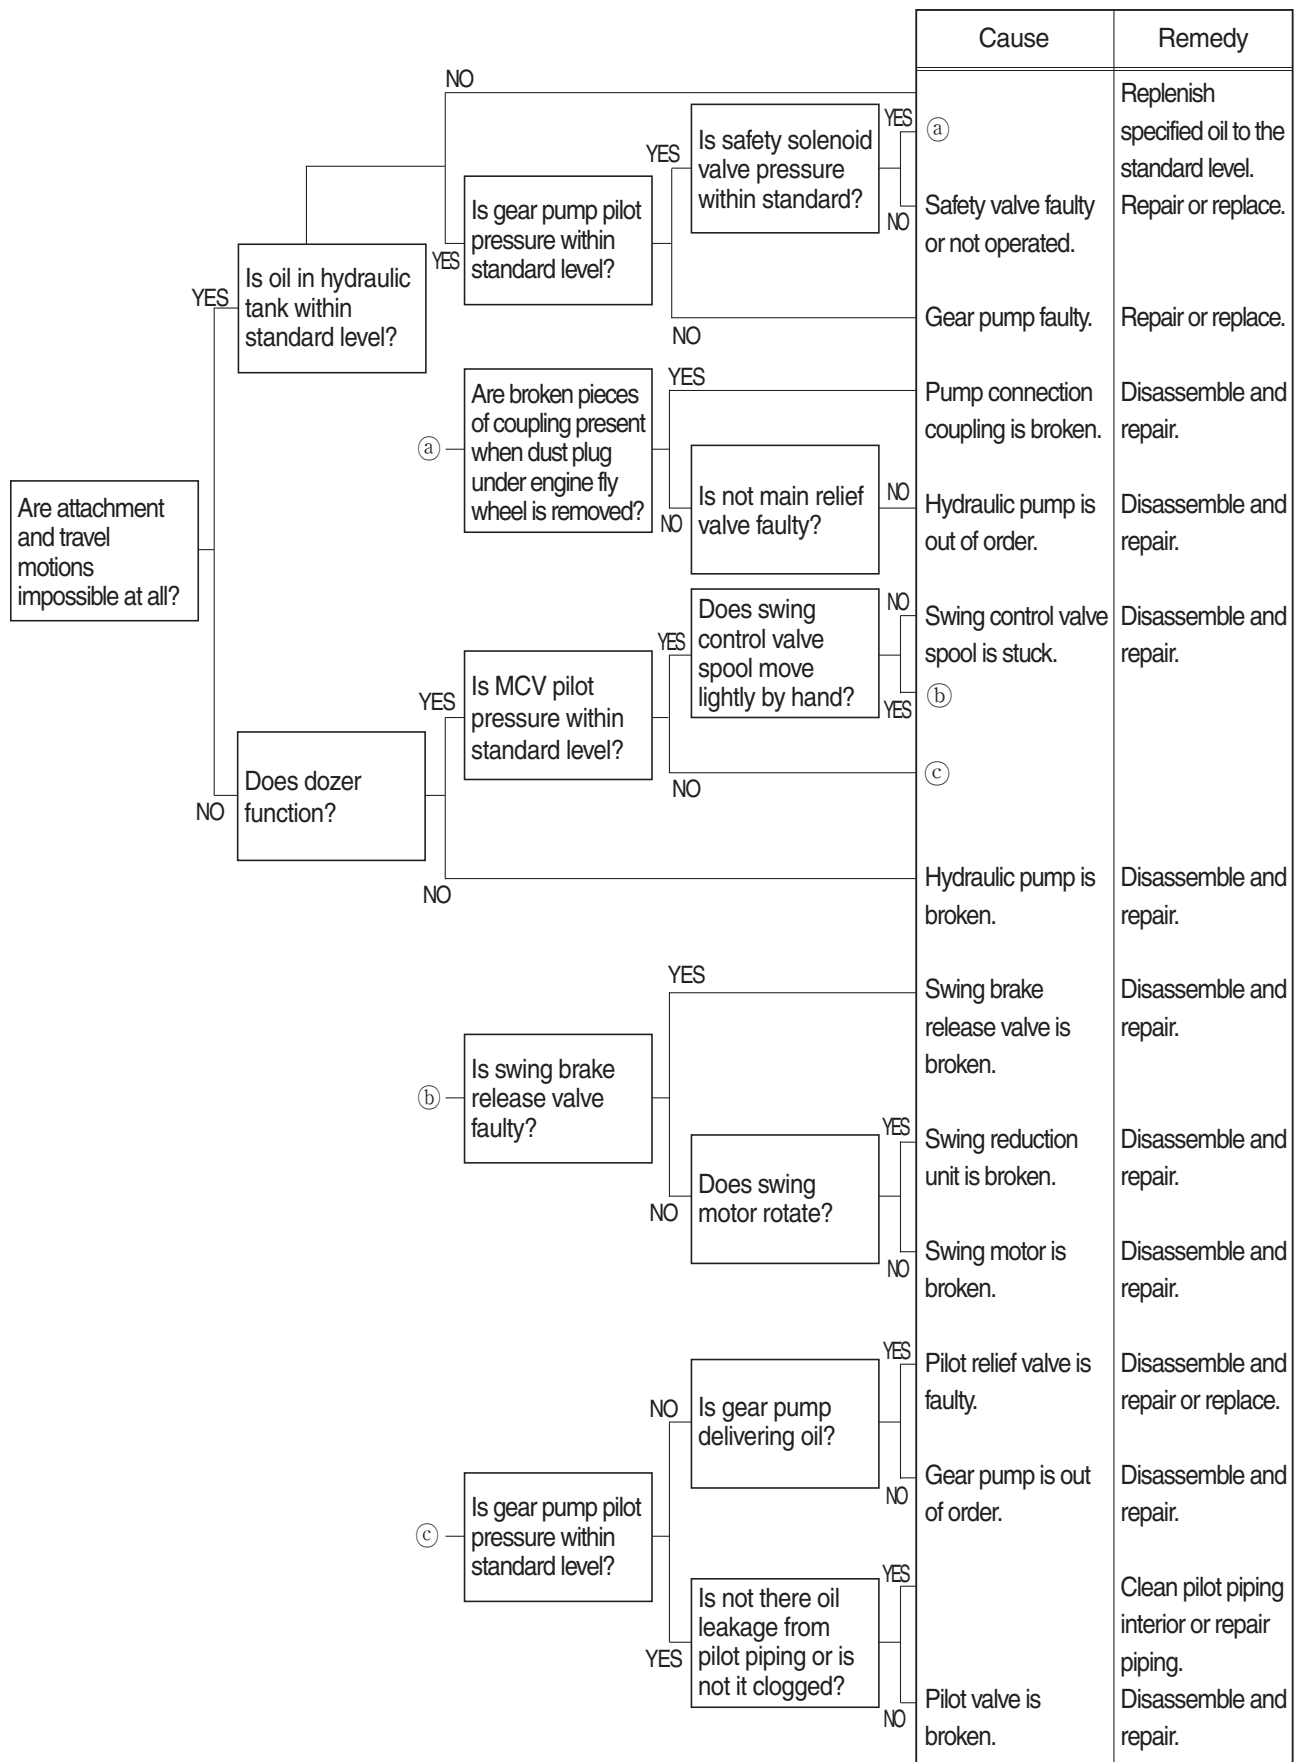 Cause
Remedy
NO
Replenish
specified oil to the
standard level.
YES
ⓐ
Is safety solenoid
valve pressure
within standard?
YES
NO
Safety valve faulty
or not operated.
Repair or replace.
Is gear pump pilot
pressure within
standard level?
YES
Is oil in hydraulic
tank within
standard level?
YES
NO
Gear pump faulty.
Repair or replace.
Are broken pieces
of coupling present
when dust plug
under engine fly
wheel is removed?
ⓐ
YES
Pump connection
coupling is broken.
Disassemble and
repair.
NO
Is not main relief
valve faulty?
NO
Hydraulic pump is
out of order.
Disassemble and
repair.
Are attachment
and travel
motions
impossible at all?
Does swing
control valve
spool move
lightly by hand?
NO
Swing control valve
spool is stuck.
Disassemble and
repair.
YES
YES
ⓑ
Is MCV pilot
pressure within
standard level?
YES
NO
ⓒ
Does dozer
function?
NO
NO
Hydraulic pump is
broken.
Disassemble and
repair.
YES
Swing brake
release valve is
broken.
Disassemble and
repair.
ⓑ
Is swing brake
release valve
faulty?
NO
Does swing
motor rotate?
YES
Swing reduction
unit is broken.
Disassemble and
repair.
NO
Swing motor is
broken.
Disassemble and
repair.
NO
Is gear pump
delivering oil?
YES
Pilot relief valve is
faulty.
Disassemble and
repair or replace.
NO
Gear pump is out
of order.
Disassemble and
repair.
ⓒ
Is gear pump pilot
pressure within
standard level?
YES
Is not there oil
leakage from
pilot piping or is
not it clogged?
YES
Clean pilot piping
interior or repair
piping.
NO
Pilot valve is
broken.
Disassemble and
repair.